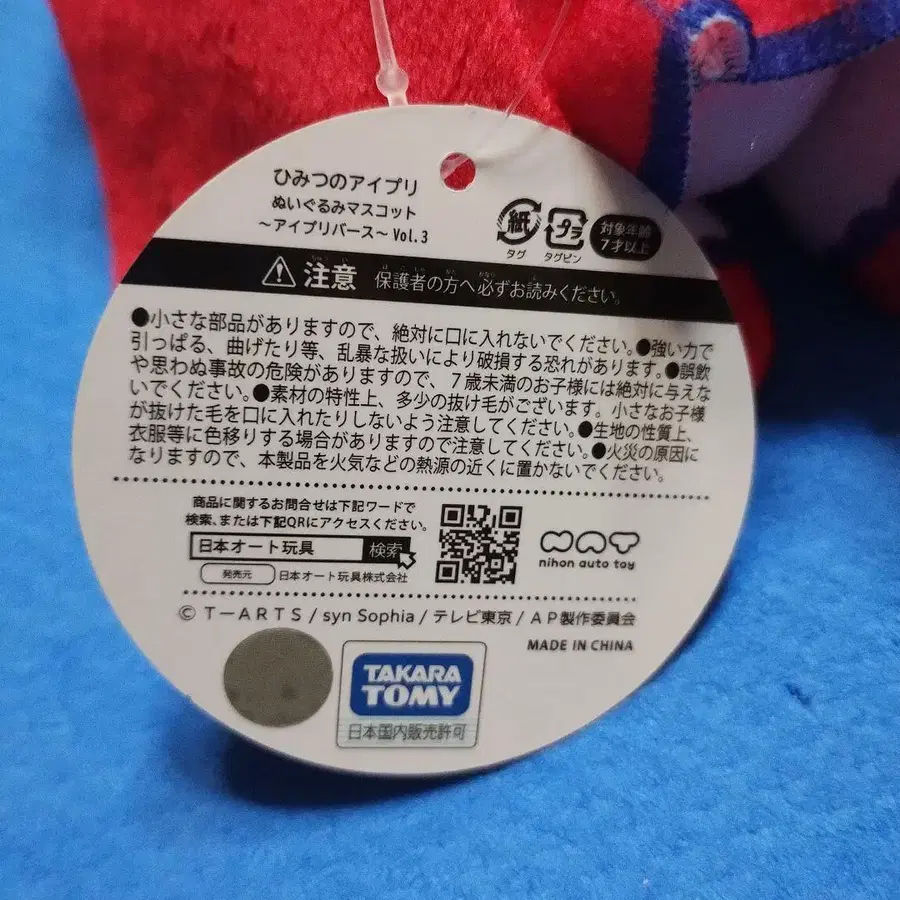 ひみつのアイプリ
ぬいぐるみマスコット
～アイプリバース～ Vol.3
紙
タグ
プラ
タグピン
対象年齢
7才以上
注意 保護者の方へ必ずお読みください。
●小さな部品がありますので、絶対に口に入れないでください。●強い力で
引っぱる、曲げたり等、乱暴な扱いにより破損する恐れがあります。●誤飲
や思わぬ事故の危険がありますので、７歳未満のお子様には絶対に与えな
いでください。●素材の特性上、多少の抜け毛がございます。小さなお子様
が抜けた毛を口に入れたりしないよう注意してください。●生地の性質上、
衣服等に色移りする場合がありますので注意してください。●火災の原因に
なりますので、本製品を火気などの熱源の近くに置かないでください。
商品に関するお問合せは下記ワードで
検索、または下記QRにアクセスください。
日本オート玩具 検索
発売元 日本オート玩具株式会社
NAT
nihon auto toy
© T－ARTS / syn Sophia / テレビ東京 / AP製作委員会
MADE IN CHINA
TAKARA
TOMY
日本国内販売許可